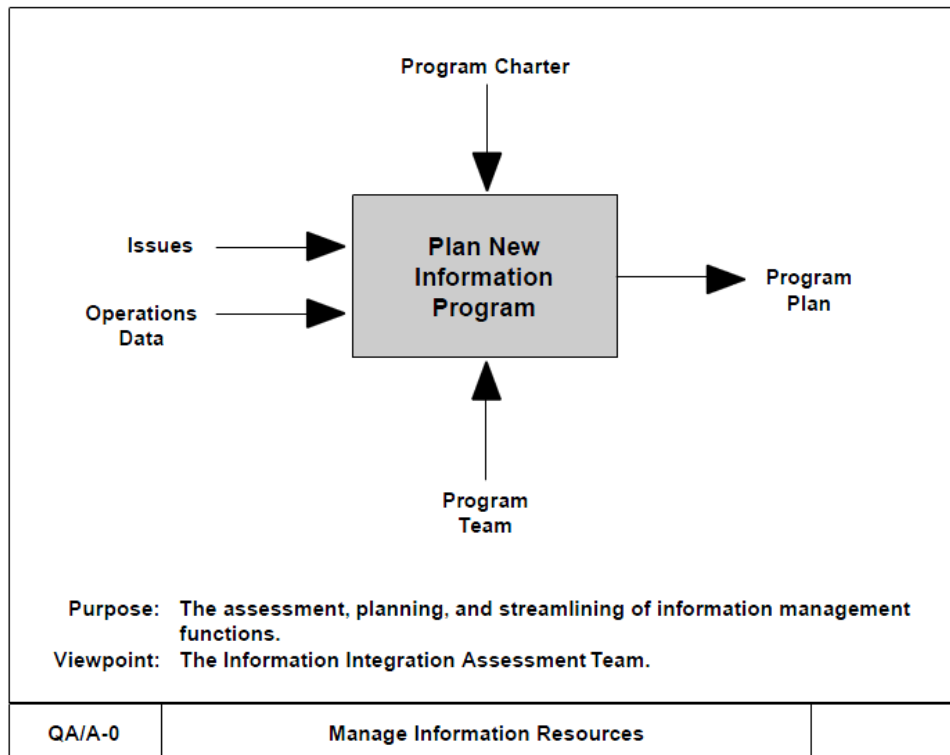 Program Charter
Issues
Operations
Data
Plan New
Information
Program
Program
Plan
Program
Team
Purpose: The assessment, planning, and streamlining of information management
functions.
Viewpoint: The Information Integration Assessment Team.
QA/A-0 Manage Information Resources